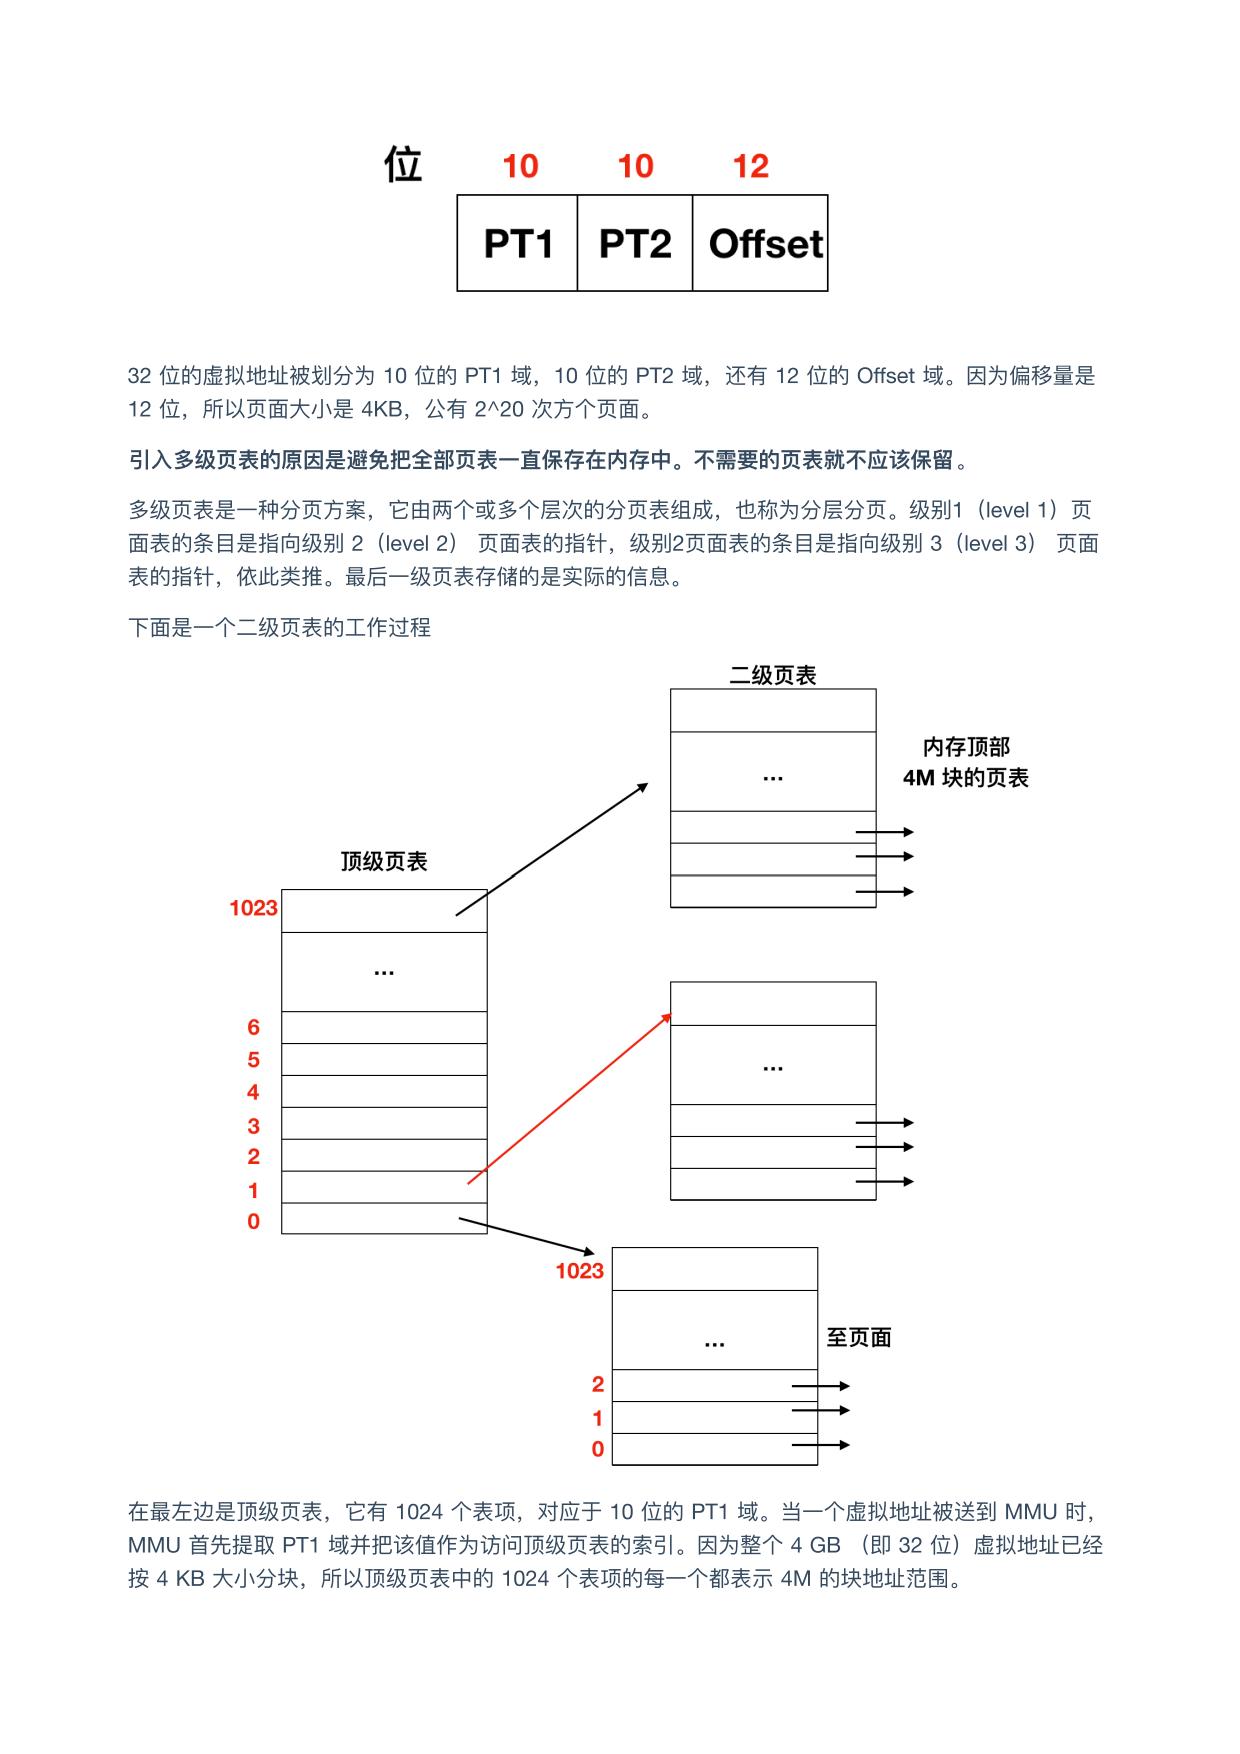 位 10 10 12
PT1 PT2 Offset
32 位的虚拟地址被划分为 10 位的 PT1 域，10 位的 PT2 域，还有 12 位的 Offset 域。因为偏移量是
12 位，所以页面大小是 4KB，公有 2^20 次方个页面。
引入多级页表的原因是避免把全部页表一直保存在内存中。不需要的页表就不应该保留。
多级页表是一种分页方案，它由两个或多个层次的分页表组成，也称为分层分页。级别1（level 1）页
面表的条目是指向级别 2（level 2） 页面表的指针，级别2页面表的条目是指向级别 3（level 3） 页面
表的指针，依此类推。最后一级页表存储的是实际的信息。
下面是一个二级页表的工作过程
二级页表
...
内存顶部
4M 块的页表
顶级页表
1023
...
6
5
4
3
2
1
0
...
1023
...
至页面
2
1
0
在最左边是顶级页表，它有 1024 个表项，对应于 10 位的 PT1 域。当一个虚拟地址被送到 MMU 时，
MMU 首先提取 PT1 域并把该值作为访问顶级页表的索引。因为整个 4 GB （即 32 位）虚拟地址已经
按 4 KB 大小分块，所以顶级页表中的 1024 个表项的每一个都表示 4M 的块地址范围。